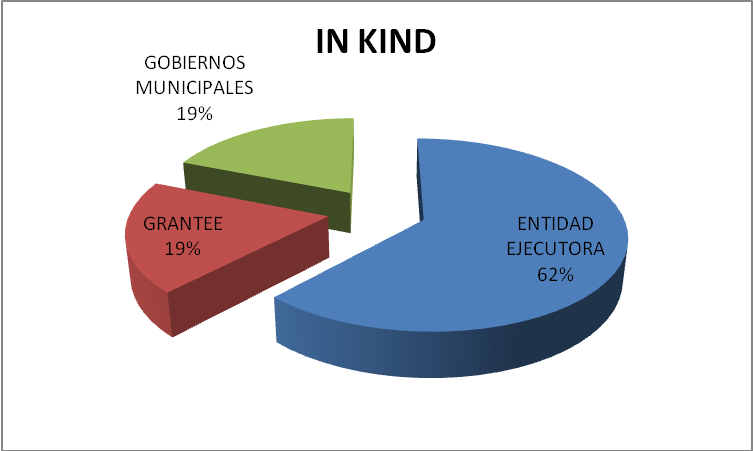 IN KIND
GOBIERNOS
MUNICIPALES
19%
GRANTEE
19%
ENTIDAD
EJECUTORA
62%